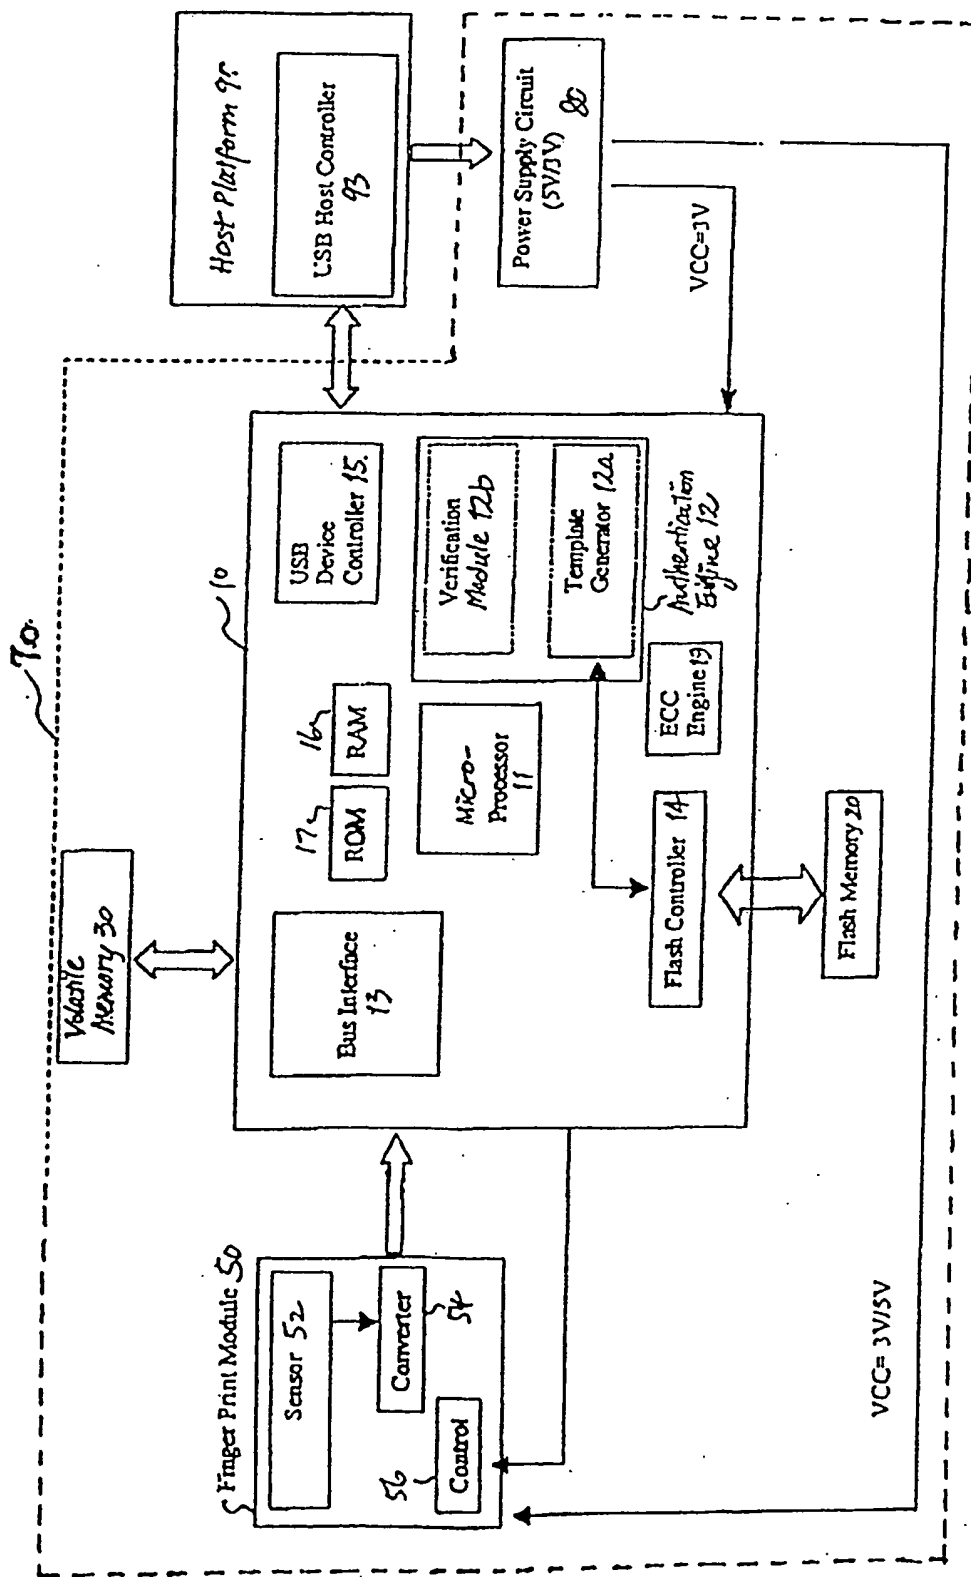 70
Volatile
Memory 30
Host Platform 95
USB Host Controller
93
Finger Print Module 50
Sensor 52
Converter
54
56
Control
10
Bus Interface
13
17
ROM
16
RAM
USB
Device
Controller 15.
Micro-
Processor
11
Verification
Module 12b
Template
Generator 12a
Authentication
Engine 12
ECC
Engine 19
Flash Controller 14
Flash Memory 20
Power Supply Circuit
(5V/3V) 80
VCC=3V
VCC= 3V/5V